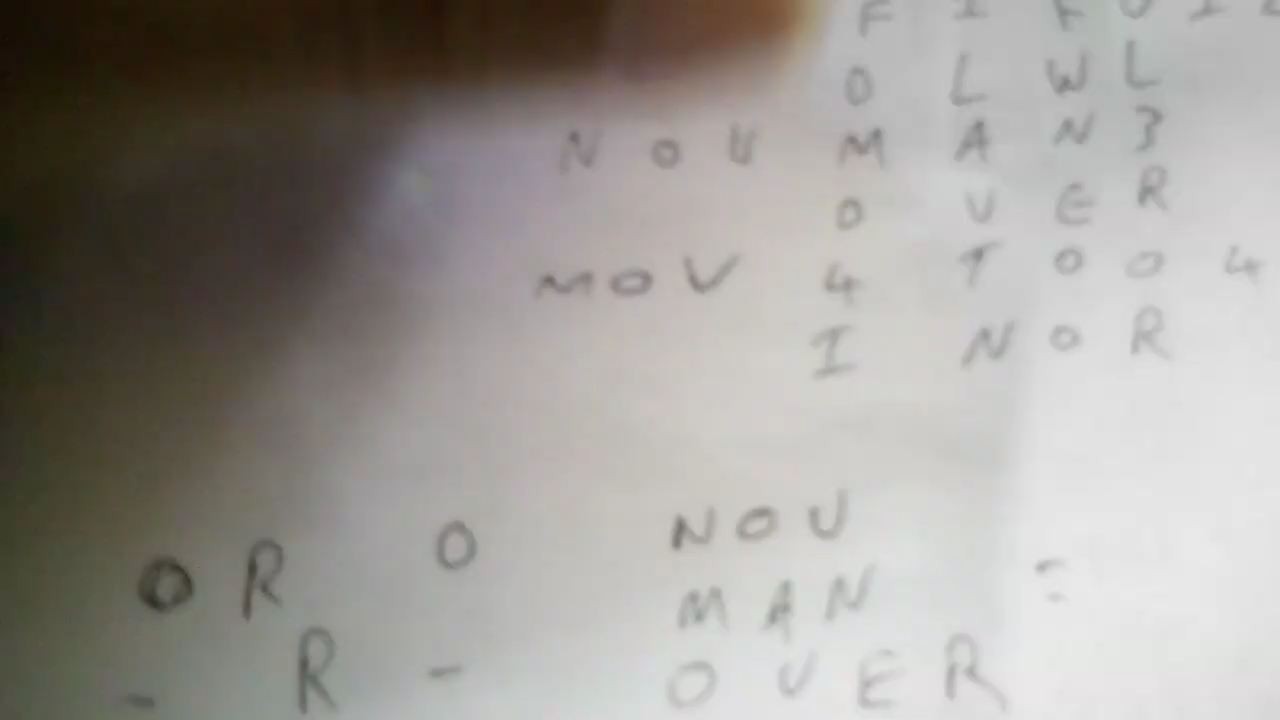 F I F U I
O L W L
N O U M A N 3
O U E R
M O V 4 T O O 4
I N O R
O R O N O U
M A N =
- R - O U E R